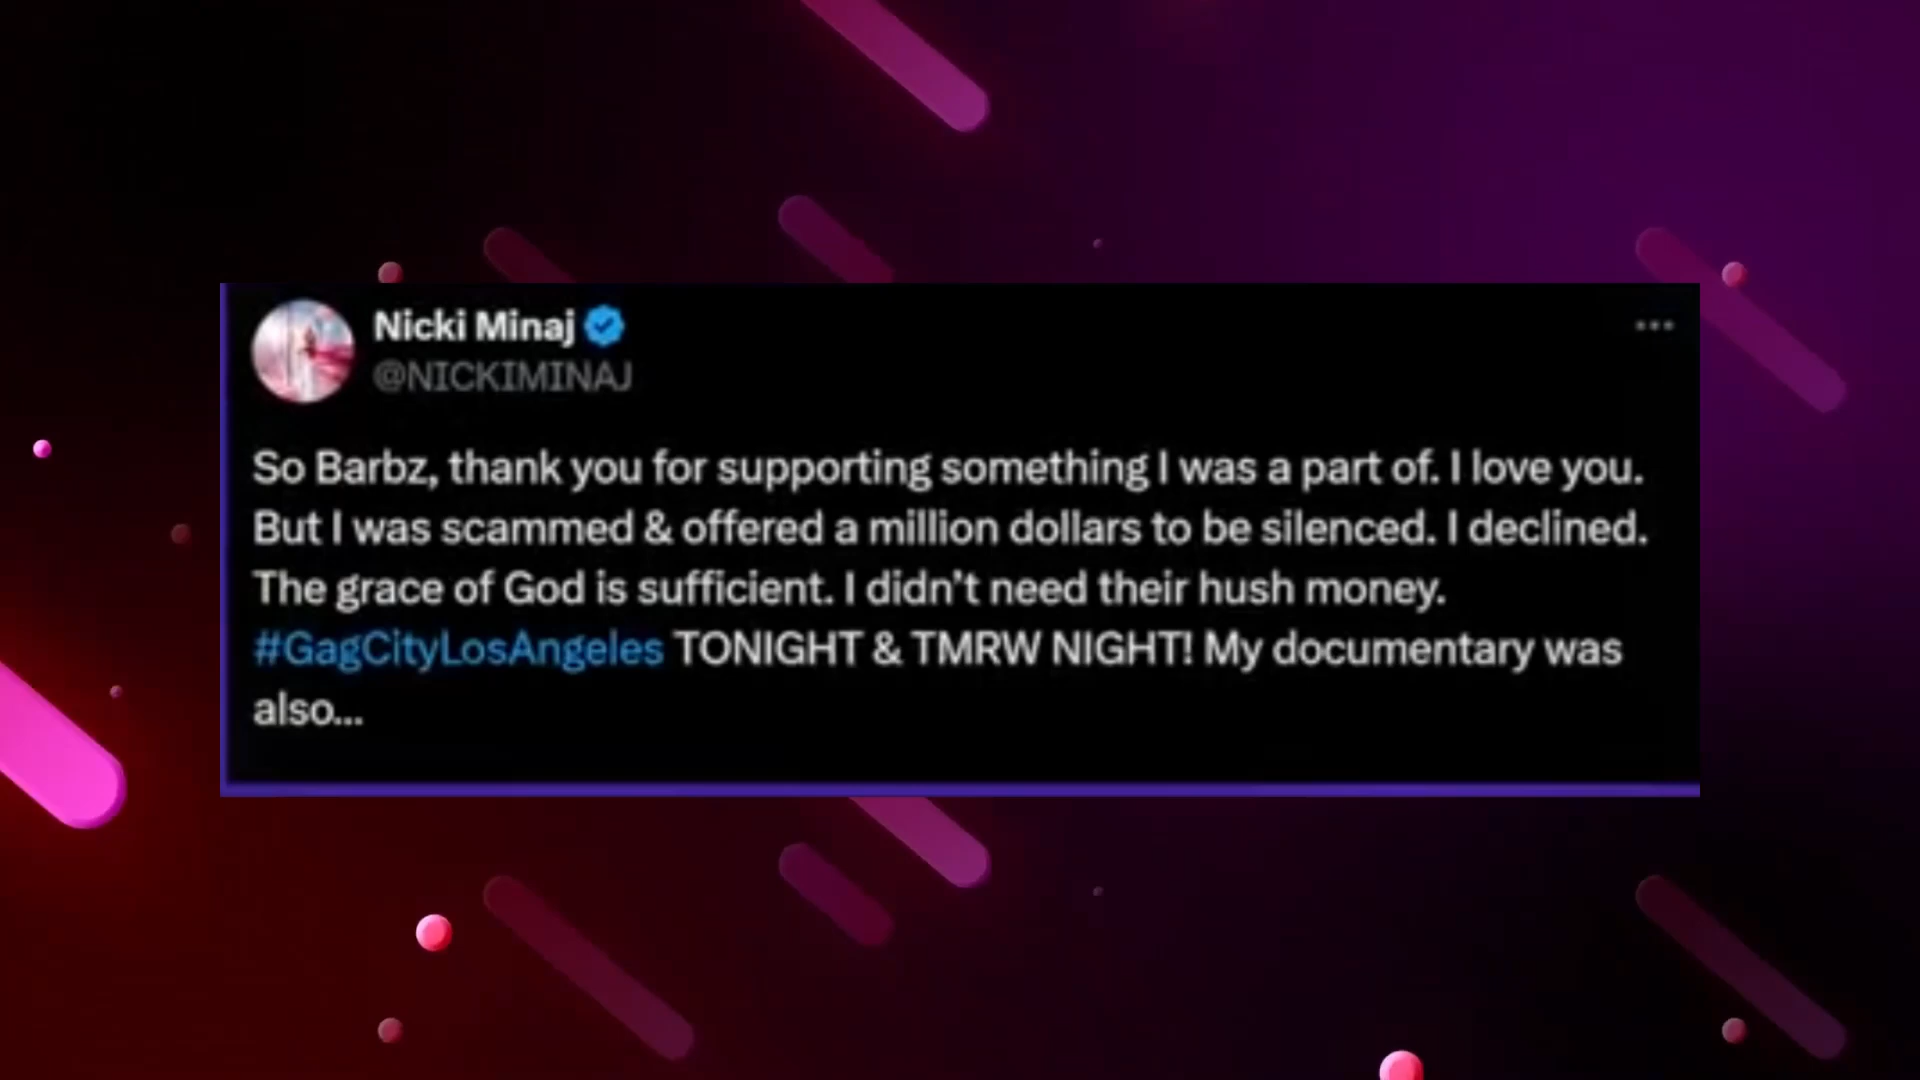 Nicki Minaj
@NICKIMINAJ
So Barbz, thank you for supporting something I was a part of. I love you.
But I was scammed & offered a million dollars to be silenced. I declined.
The grace of God is sufficient. I didn't need their hush money.
#GagCityLosAngeles TONIGHT & TMRW NIGHT! My documentary was
also...